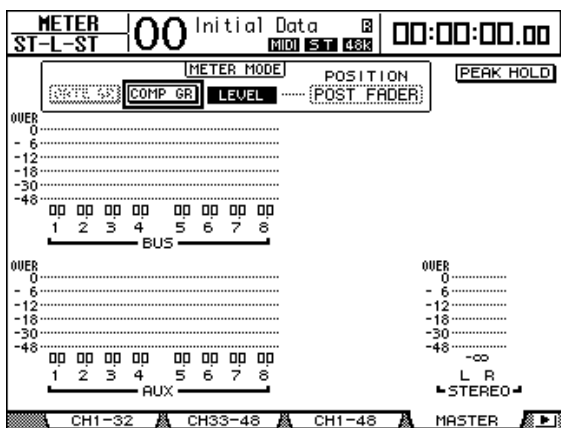 METER
ST-L-ST
00 Initial Data R
MIDI ST 48K
00:00:00.00
METER MODE
GATE GR COMP GR LEVEL POSITION POST FADER
PEAK HOLD
OVER
0
- 6
-12
-18
-30
-48
00 00 00 00 00 00 00 00
1 2 3 4 5 6 7 8
BUS
OVER
0
- 6
-12
-18
-30
-48
00 00 00 00 00 00 00 00
1 2 3 4 5 6 7 8
AUX
OVER
0
- 6
-12
-18
-30
-48
-∞
L R
STEREO
CH1-32 CH33-48 CH1-48 MASTER